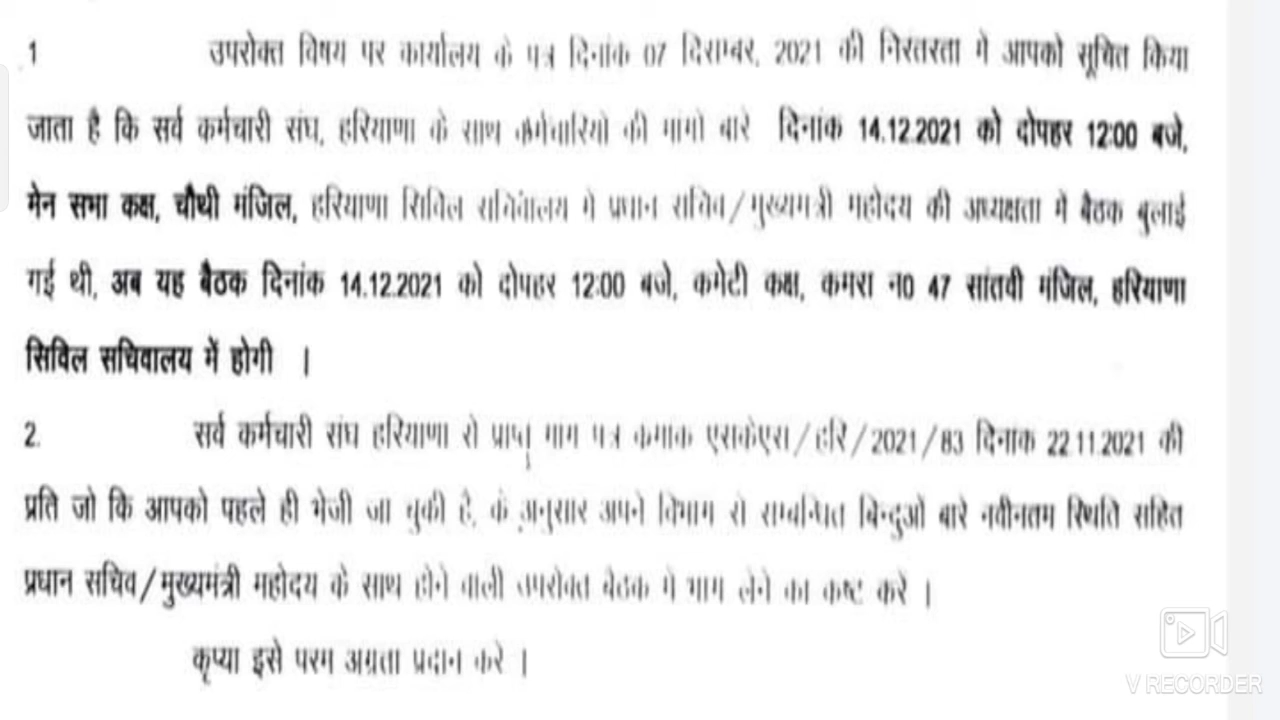 1 उपरोक्त विषय पर कार्यालय के पत्र दिनांक 07 दिसम्बर, 2021 की निरंतरता में आपको सूचित किया
जाता है कि सर्व कर्मचारी संघ, हरियाणा के साथ कर्मचारियों की मांगो बारे दिनांक 14.12.2021 को दोपहर 12:00 बजे,
मेन सभा कक्ष, चौथी मंजिल, हरियाणा सिविल सचिवालय में प्रधान सचिव/मुख्यमंत्री महोदय की अध्यक्षता में बैठक बुलाई
गई थी, अब यह बैठक दिनांक 14.12.2021 को दोपहर 12:00 बजे, कमेटी कक्ष, कमरा न0 47 सांतवी मंजिल, हरियाणा
सिविल सचिवालय में होगी ।
2. सर्व कर्मचारी संघ हरियाणा से प्राप्त मांग पत्र कमांक एसकेएस/हरि/2021/83 दिनांक 22.11.2021 की
प्रति जो कि आपको पहले ही भेजी जा चुकी है, के अनुसार अपने विभाग से सम्बन्धित बिन्दुओं बारे नवीनतम स्थिति सहित
प्रधान सचिव/मुख्यमंत्री महोदय के साथ होने वाली उपरोक्त बैठक में भाग लेने का कष्ट करें ।
कृप्या इसे परम अग्रता प्रदान करे ।
V RECORDER